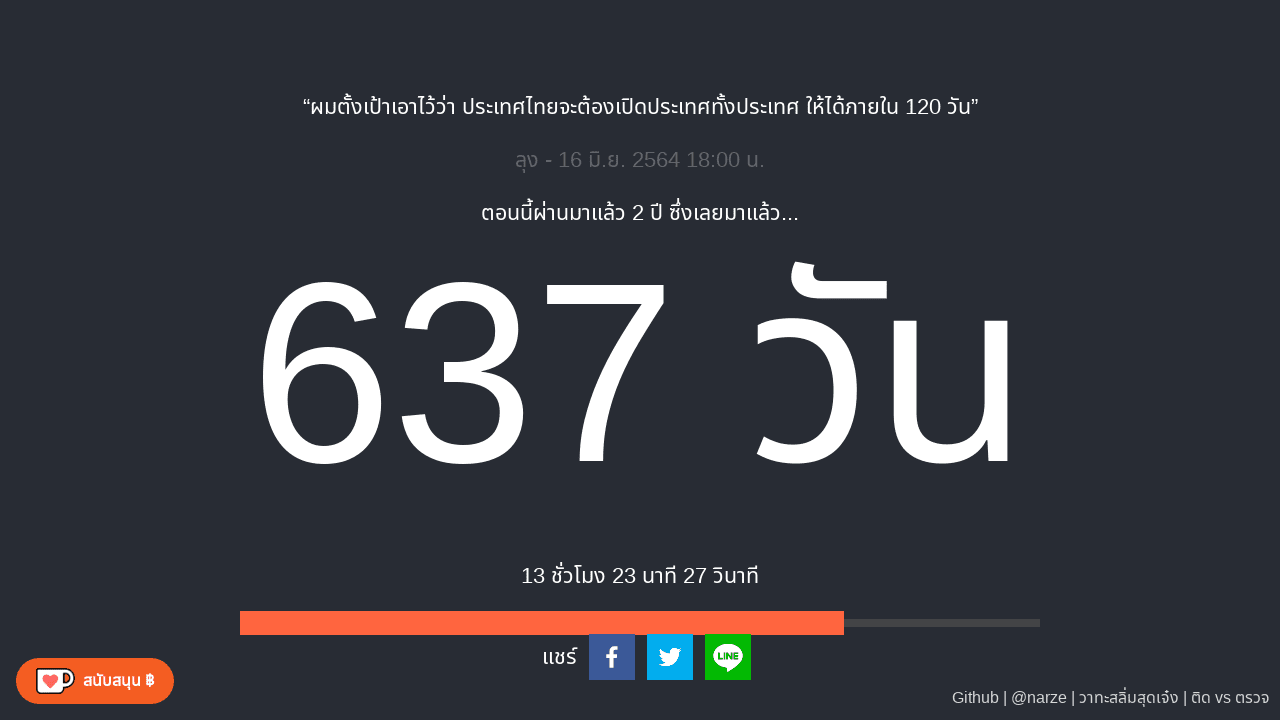 “ผมตั้งเป้าเอาไว้ว่า ประเทศไทยจะต้องเปิดประเทศทั้งประเทศ ให้ได้ภายใน 120 วัน”
ลุง - 16 มิ.ย. 2564 18:00 น.
ตอนนี้ผ่านมาแล้ว 2 ปี ซึ่งเลยมาแล้ว...
637 วัน
13 ชั่วโมง 23 นาที 27 วินาที
แชร์
LINE
สนับสนุน ฿
Github | @narze | วาทะสลิ่มสุดเจ๋ง | ติด vs ตรวจ